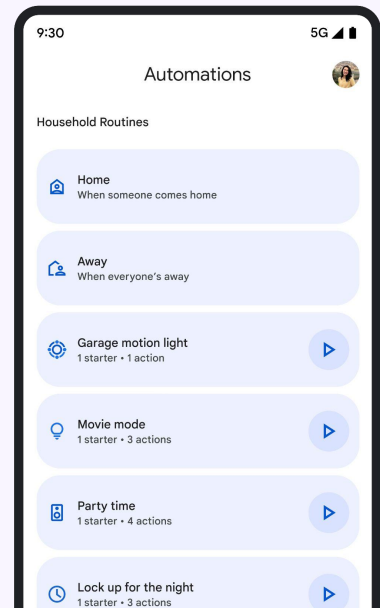 9:30
5G
Automations
Household Routines
Home
When someone comes home
Away
When everyone's away
Garage motion light
1 starter • 1 action
Movie mode
1 starter • 3 actions
Party time
1 starter • 4 actions
Lock up for the night
1 starter • 3 actions